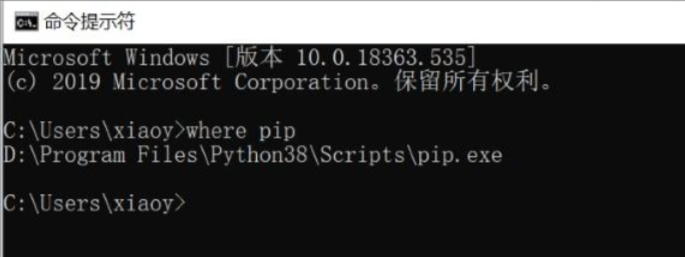 命令提示符
Microsoft Windows [版本 10.0.18363.535]
(c) 2019 Microsoft Corporation。保留所有权利。
C:\Users\xiaoy>where pip
D:\Program Files\Python38\Scripts\pip.exe
C:\Users\xiaoy>